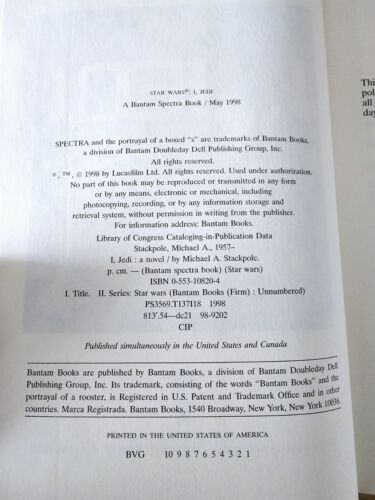 STAR WARS®: I, JEDI
A Bantam Spectra Book / May 1998
SPECTRA and the portrayal of a boxed "s" are trademarks of Bantam Books,
a division of Bantam Doubleday Dell Publishing Group, Inc.
All rights reserved.
®, ™, © 1998 by Lucasfilm Ltd. All rights reserved. Used under authorization.
No part of this book may be reproduced or transmitted in any form
or by any means, electronic or mechanical, including
photocopying, recording, or by any information storage and
retrieval system, without permission in writing from the publisher.
For information address: Bantam Books.
Library of Congress Cataloging-in-Publication Data
Stackpole, Michael A., 1957–
I, Jedi : a novel / by Michael A. Stackpole.
p. cm. — (Bantam spectra book) (Star wars)
ISBN 0-553-10820-4
I. Title. II. Series: Star wars (Bantam Books (Firm) : Unnumbered)
PS3569.T137I18 1998
813'.54—dc21 98-9202
CIP
Published simultaneously in the United States and Canada
Bantam Books are published by Bantam Books, a division of Bantam Doubleday Dell
Publishing Group, Inc. Its trademark, consisting of the words "Bantam Books" and the
portrayal of a rooster, is Registered in U.S. Patent and Trademark Office and in other
countries. Marca Registrada. Bantam Books, 1540 Broadway, New York, New York 10036.
PRINTED IN THE UNITED STATES OF AMERICA
BVG 10 9 8 7 6 5 4 3 2 1
Thi
pol
all
day